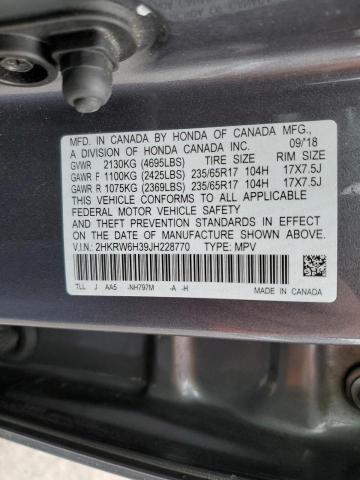 MFD. IN CANADA BY HONDA OF CANADA MFG.,
A DIVISION OF HONDA CANADA INC. 09/'18
GVWR 2130KG (4695LBS) TIRE SIZE RIM SIZE
GAWR F 1100KG (2425LBS) 235/65R17 104H 17X7.5J
GAWR R 1075KG (2369LBS) 235/65R17 104H 17X7.5J
THIS VEHICLE CONFORMS TO ALL APPLICABLE
FEDERAL MOTOR VEHICLE SAFETY
AND THEFT PREVENTION STANDARDS IN EFFECT
ON THE DATE OF MANUFACTURE SHOWN ABOVE.
V.I.N.: 2HKRW6H39JH228770 TYPE: MPV
TLL J AA5 -NH797M -A -H
MADE IN CANADA